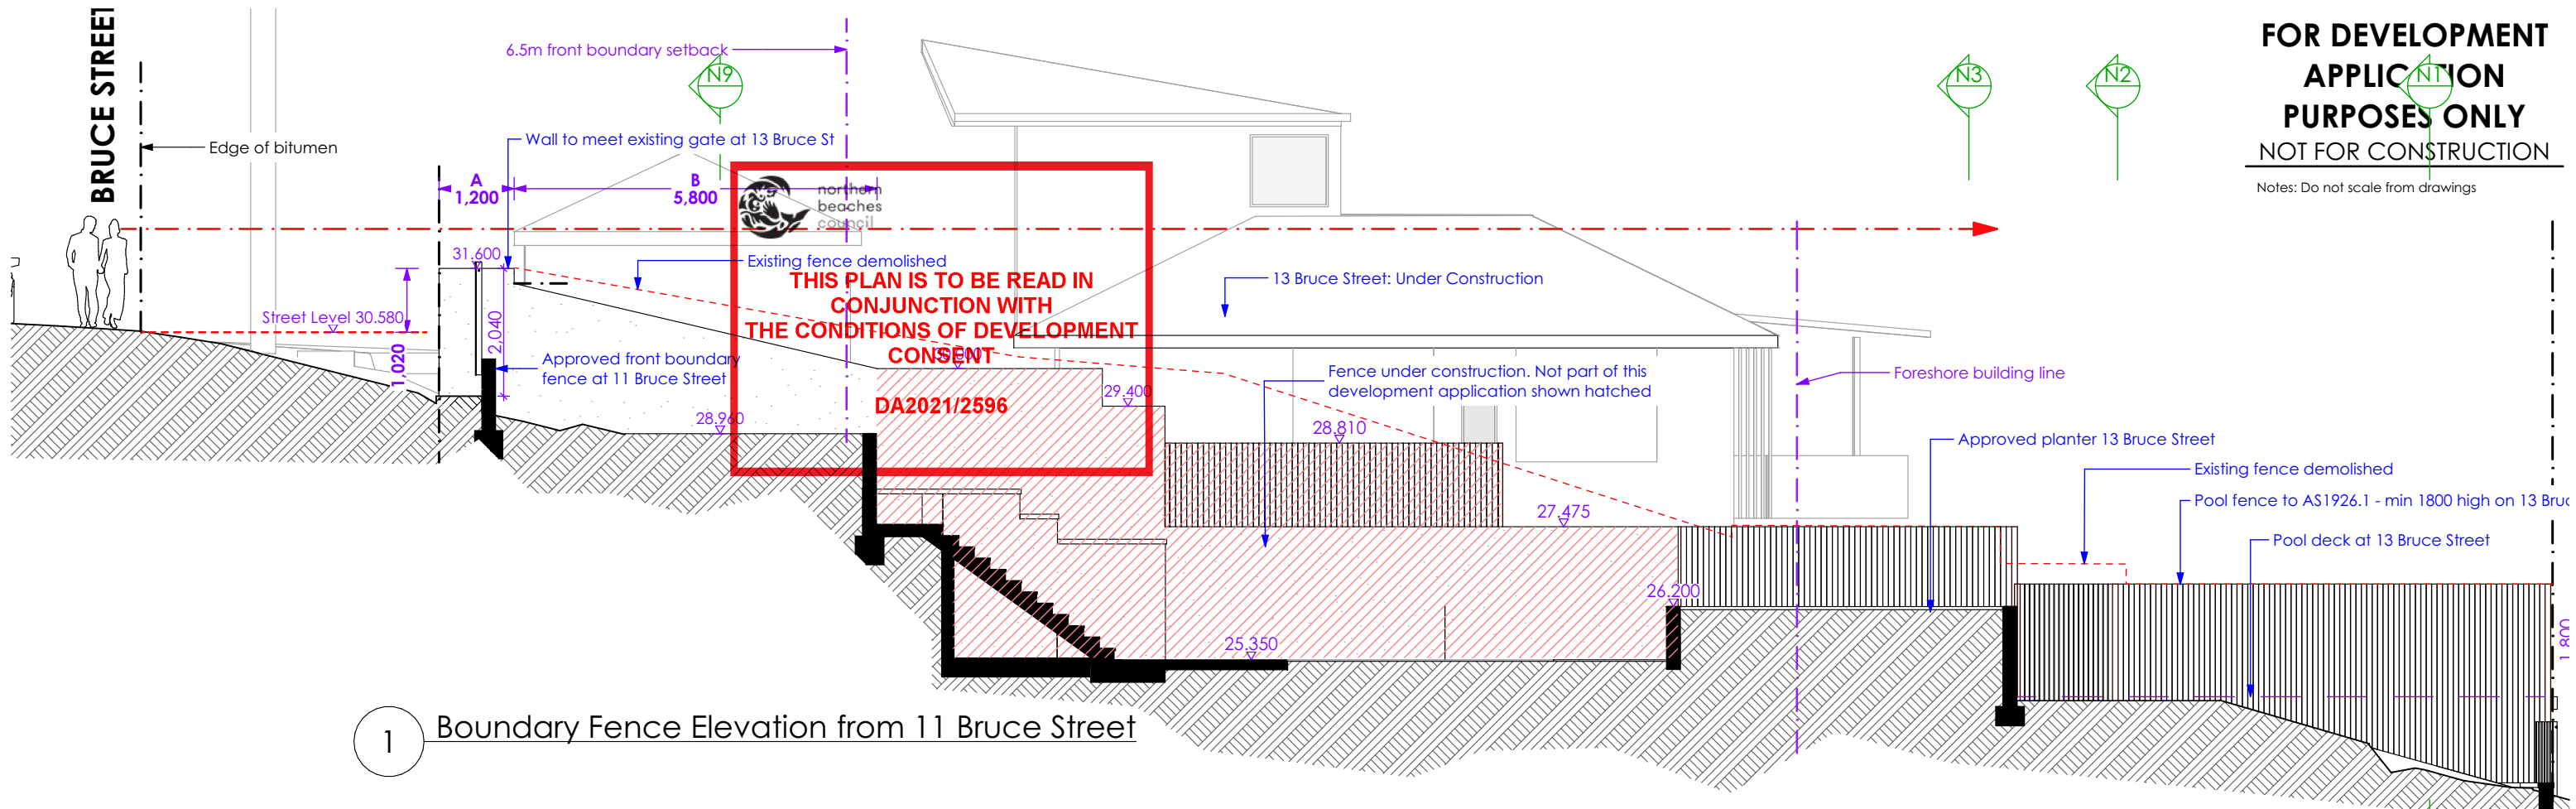 BRUCE STREET
6.5m front boundary setback
N9
N3
N2
N1
FOR DEVELOPMENT
APPLICATION
PURPOSES ONLY
NOT FOR CONSTRUCTION
Notes: Do not scale from drawings
Edge of bitumen
Wall to meet existing gate at 13 Bruce St
A
1,200
B
5,800
northern
beaches
council
31.600
Existing fence demolished
THIS PLAN IS TO BE READ IN
CONJUNCTION WITH
THE CONDITIONS OF DEVELOPMENT
CONSENT
DA2021/2596
30.000
13 Bruce Street: Under Construction
Street Level 30.580
1,020
2,040
Approved front boundary
fence at 11 Bruce Street
28.960
29.400
Fence under construction. Not part of this
development application shown hatched
Foreshore building line
28.810
Approved planter 13 Bruce Street
Existing fence demolished
Pool fence to AS1926.1 - min 1800 high on 13 Bruc
27.475
Pool deck at 13 Bruce Street
26.200
25.350
1,800
1
Boundary Fence Elevation from 11 Bruce Street